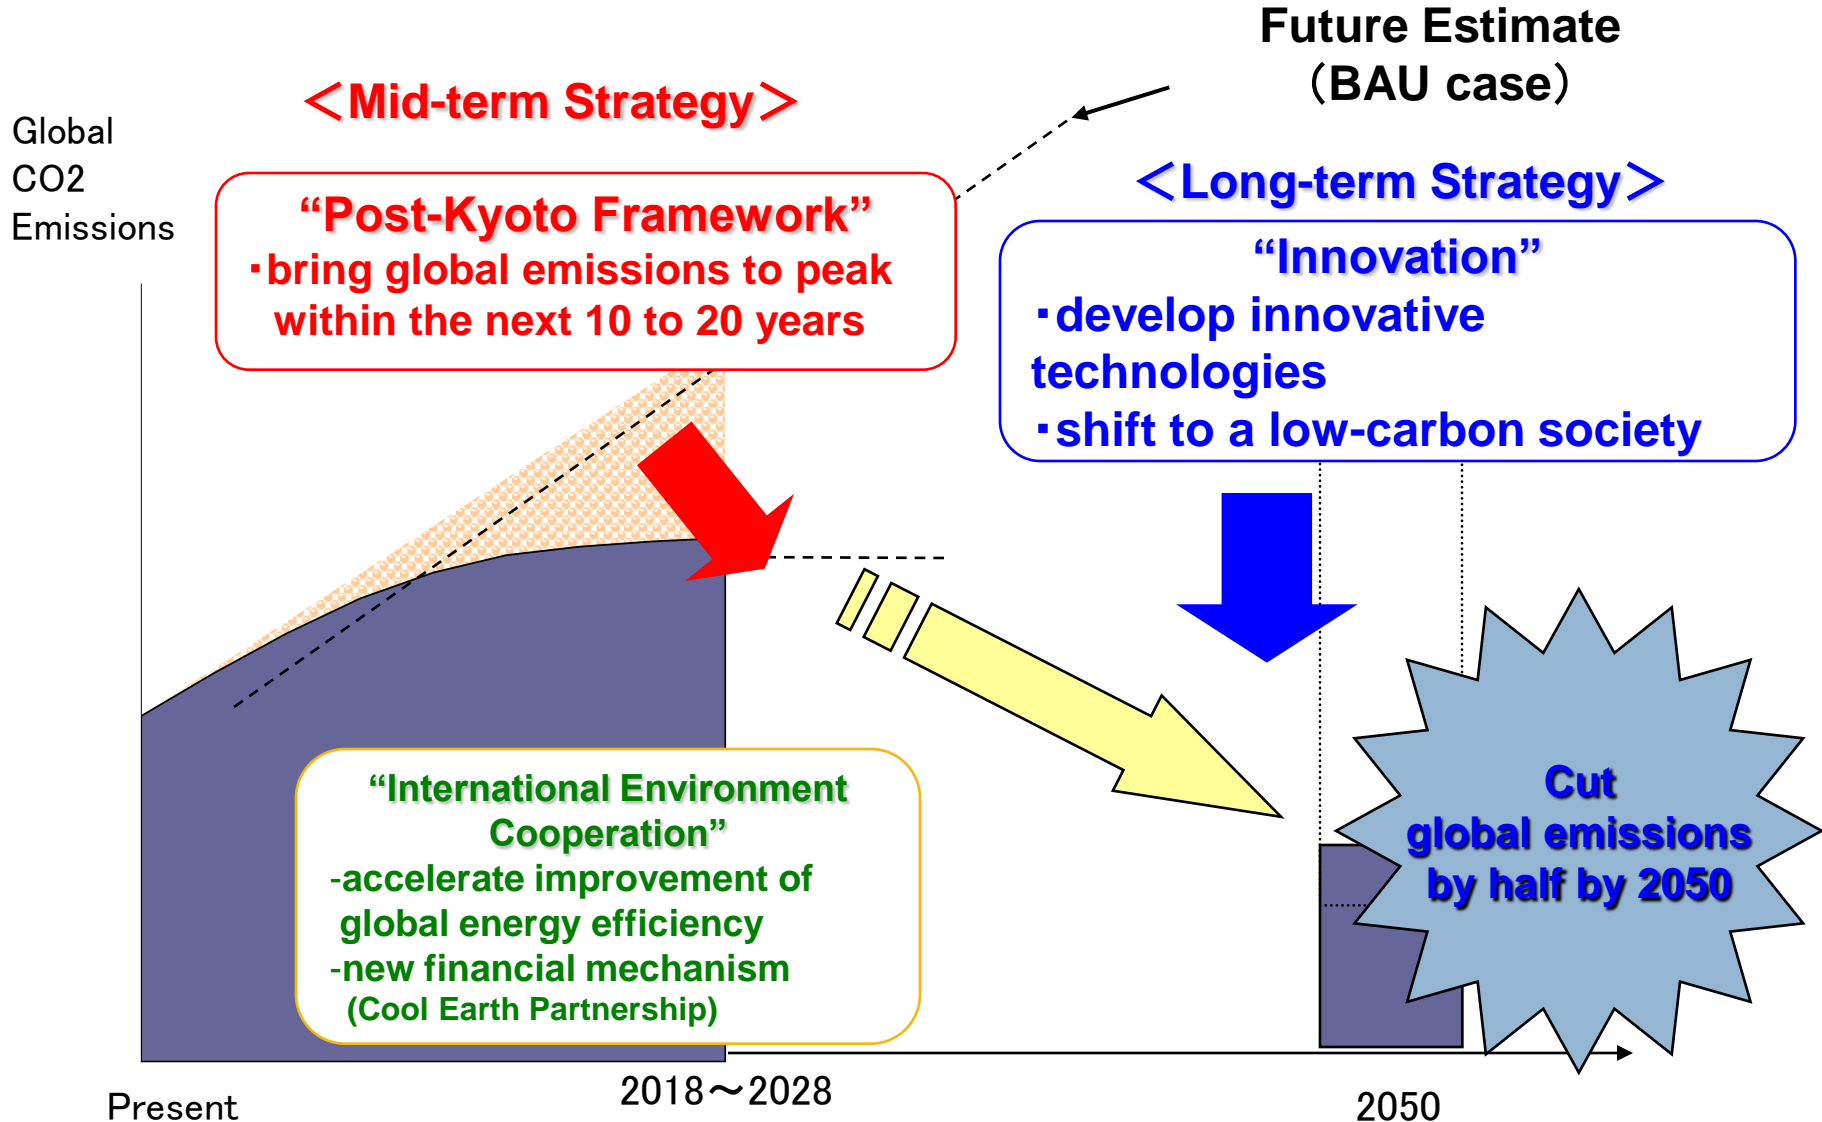 Future Estimate
（BAU case）
＜Mid-term Strategy＞
Global
CO2
Emissions
“Post-Kyoto Framework”
・bring global emissions to peak
within the next 10 to 20 years
＜Long-term Strategy＞
“Innovation”
・develop innovative
technologies
・shift to a low-carbon society
“International Environment
Cooperation”
-accelerate improvement of
global energy efficiency
-new financial mechanism
(Cool Earth Partnership)
Cut
global emissions
by half by 2050
Present
2018～2028
2050